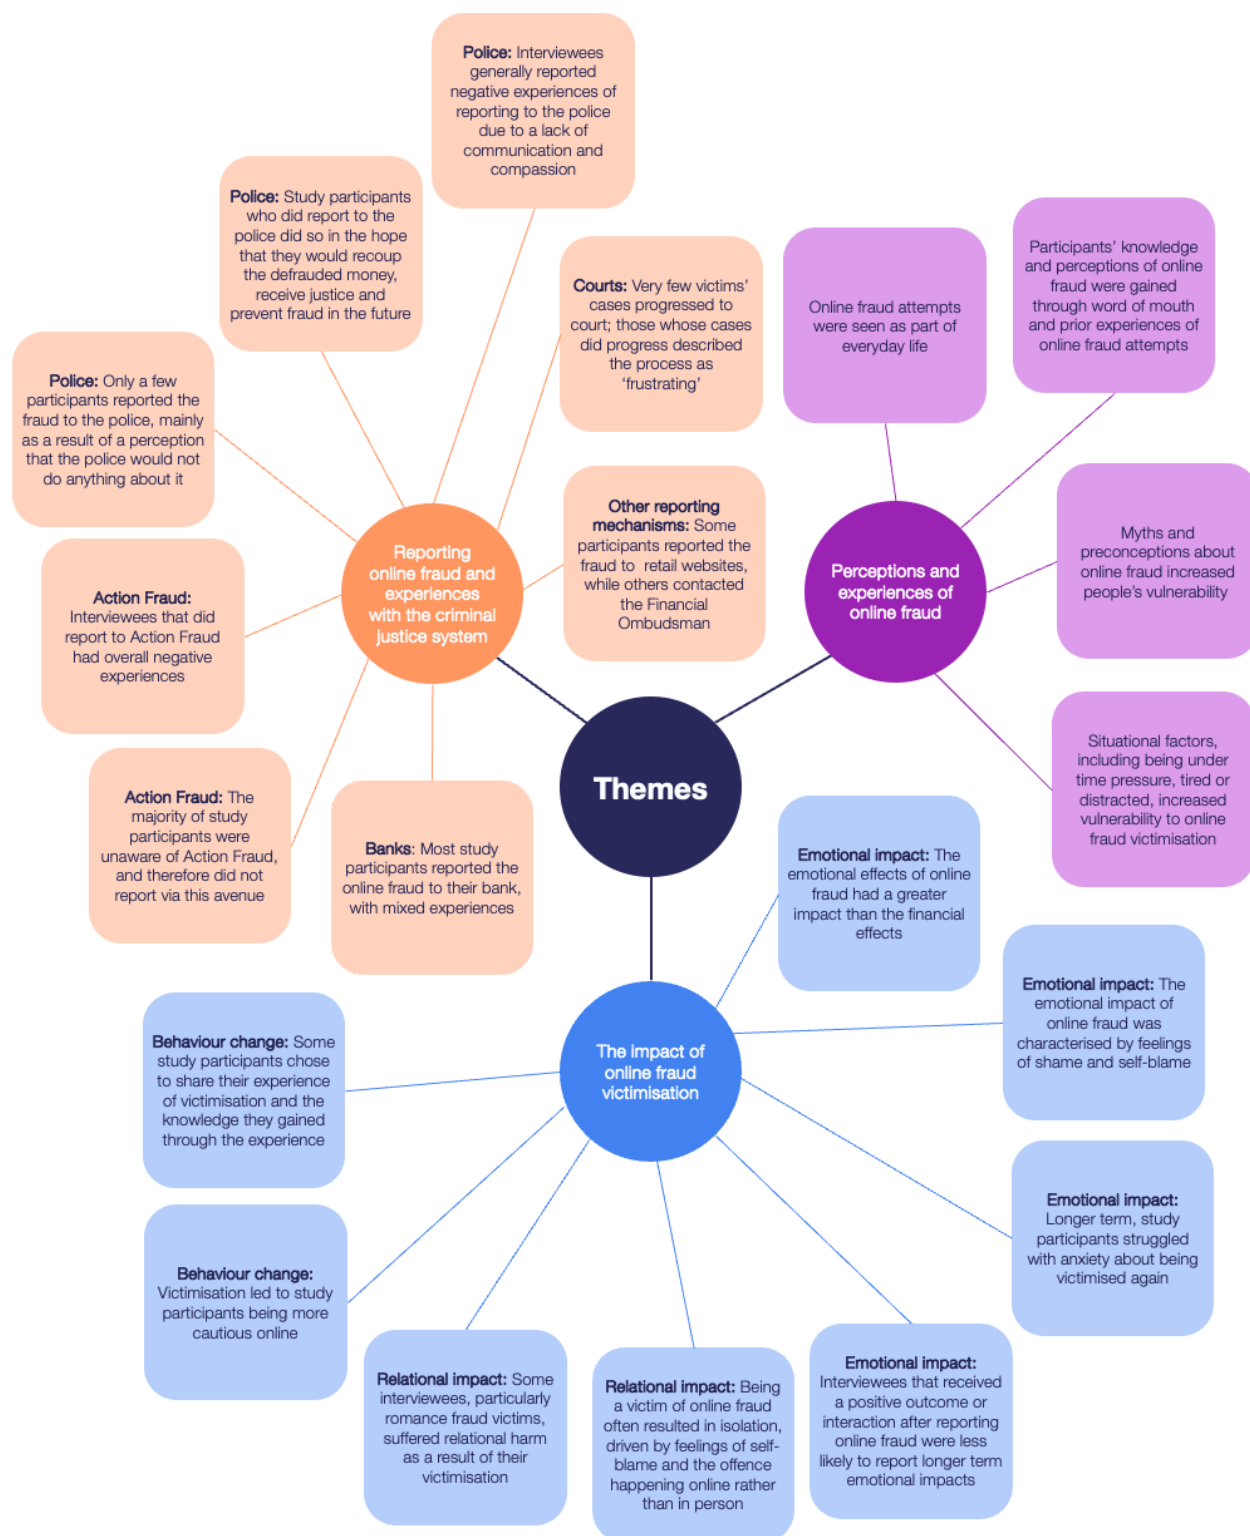 Police: Interviewees
generally reported
negative experiences of
reporting to the police
due to a lack of
communication and
compassion
Police: Study participants
who did report to the
police did so in the hope
that they would recoup
the defrauded money,
receive justice and
prevent fraud in the future
Courts: Very few victims’
cases progressed to
court; those whose cases
did progress described
the process as
‘frustrating’
Police: Only a few
participants reported the
fraud to the police, mainly
as a result of a perception
that the police would not
do anything about it
Other reporting
mechanisms: Some
participants reported the
fraud to retail websites,
while others contacted
the Financial
Ombudsman
Reporting
online fraud and
experiences
with the criminal
justice system
Action Fraud:
Interviewees that did
report to Action Fraud
had overall negative
experiences
Action Fraud: The
majority of study
participants were
unaware of Action Fraud,
and therefore did not
report via this avenue
Banks: Most study
participants reported the
online fraud to their bank,
with mixed experiences
Online fraud attempts
were seen as part of
everyday life
Participants’ knowledge
and perceptions of online
fraud were gained
through word of mouth
and prior experiences of
online fraud attempts
Perceptions and
experiences of
online fraud
Myths and
preconceptions about
online fraud increased
people’s vulnerability
Situational factors,
including being under
time pressure, tired or
distracted, increased
vulnerability to online
fraud victimisation
Themes
Emotional impact: The
emotional effects of online
fraud had a greater
impact than the financial
effects
Emotional impact: The
emotional impact of
online fraud was
characterised by feelings
of shame and self-blame
The impact of
online fraud
victimisation
Behaviour change: Some
study participants chose
to share their experience
of victimisation and the
knowledge they gained
through the experience
Emotional impact:
Longer term, study
participants struggled
with anxiety about being
victimised again
Behaviour change:
Victimisation led to study
participants being more
cautious online
Relational impact: Some
interviewees, particularly
romance fraud victims,
suffered relational harm
as a result of their
victimisation
Relational impact: Being
a victim of online fraud
often resulted in isolation,
driven by feelings of self-
blame and the offence
happening online rather
than in person
Emotional impact:
Interviewees that received
a positive outcome or
interaction after reporting
online fraud were less
likely to report longer term
emotional impacts